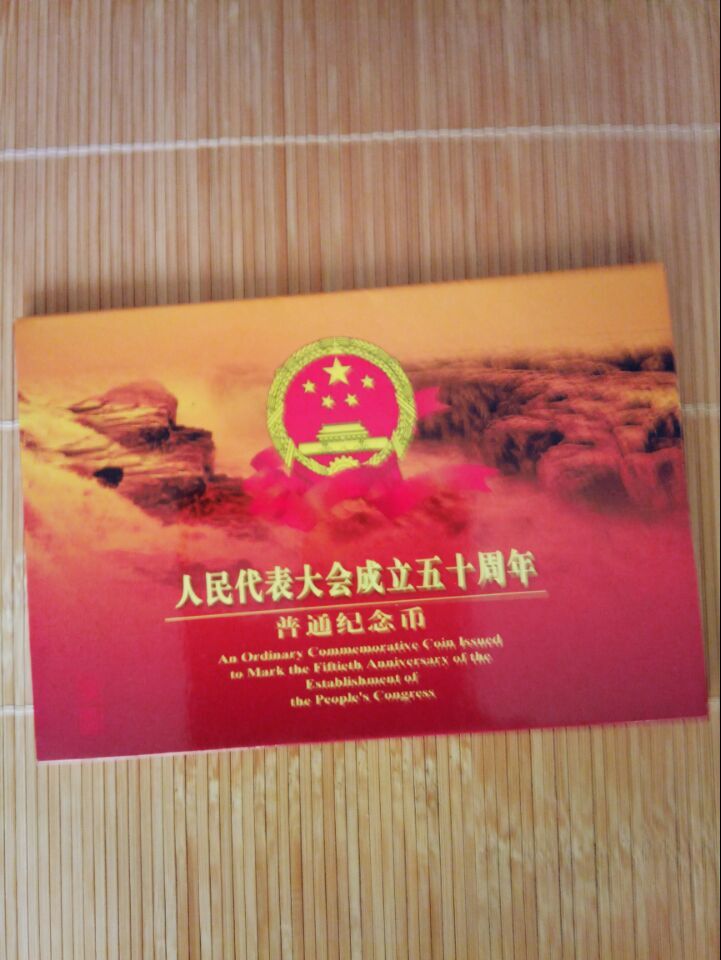 人民代表大会成立五十周年
普通纪念币
An Ordinary Commemorative Coin Issued
to Mark the Fiftieth Anniversary of the
Establishment of
the People's Congress